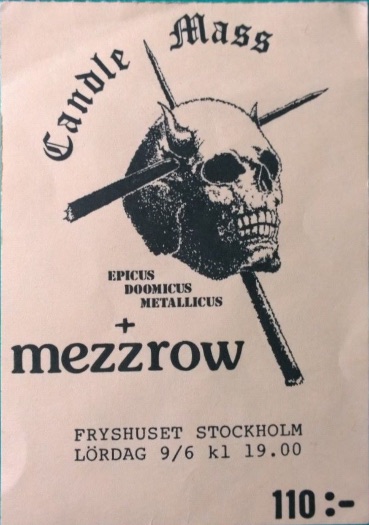 Candle Mass
EPICUS
DOOMICUS
METALLICUS
+
mezzrow
FRYSHUSET STOCKHOLM
LÖRDAG 9/6 kl 19.00
110:-